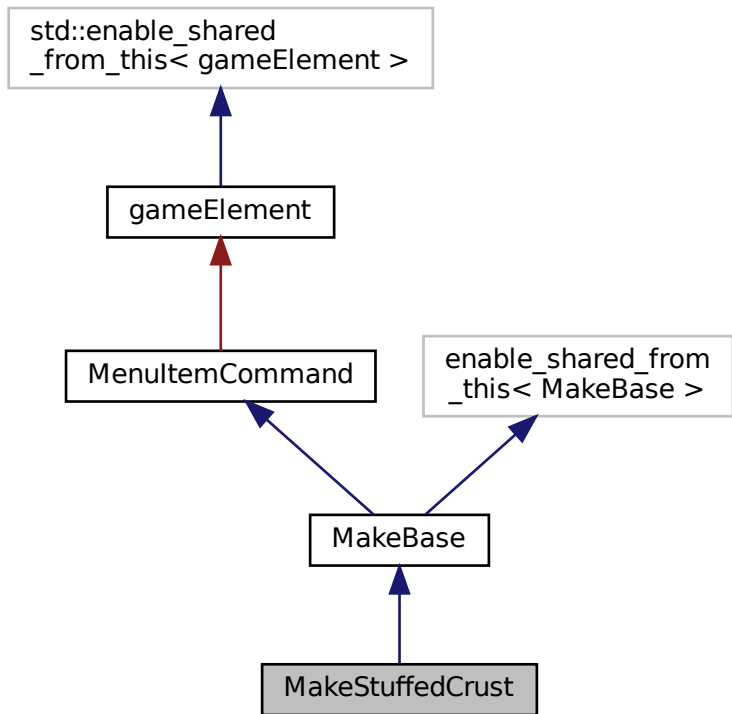 std::enable_shared
_from_this< gameElement >
gameElement
MenuItemCommand
enable_shared_from
_this< MakeBase >
MakeBase
MakeStuffedCrust